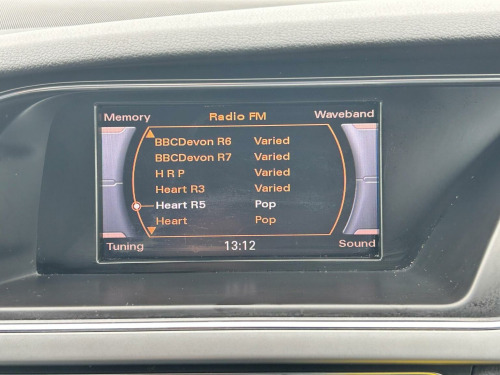 Memory Radio FM Waveband
BBCDevon R6 Varied
BBCDevon R7 Varied
H R P Varied
Heart R3 Varied
Heart R5 Pop
Heart Pop
Tuning 13:12 Sound